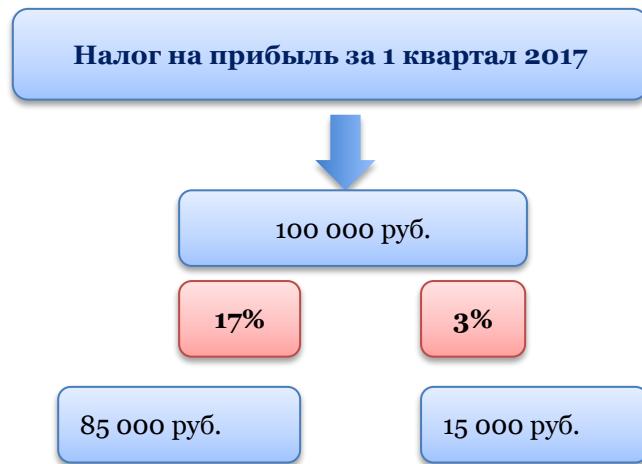 Налог на прибыль за 1 квартал 2017
100 000 руб.
17%
3%
85 000 руб.
15 000 руб.